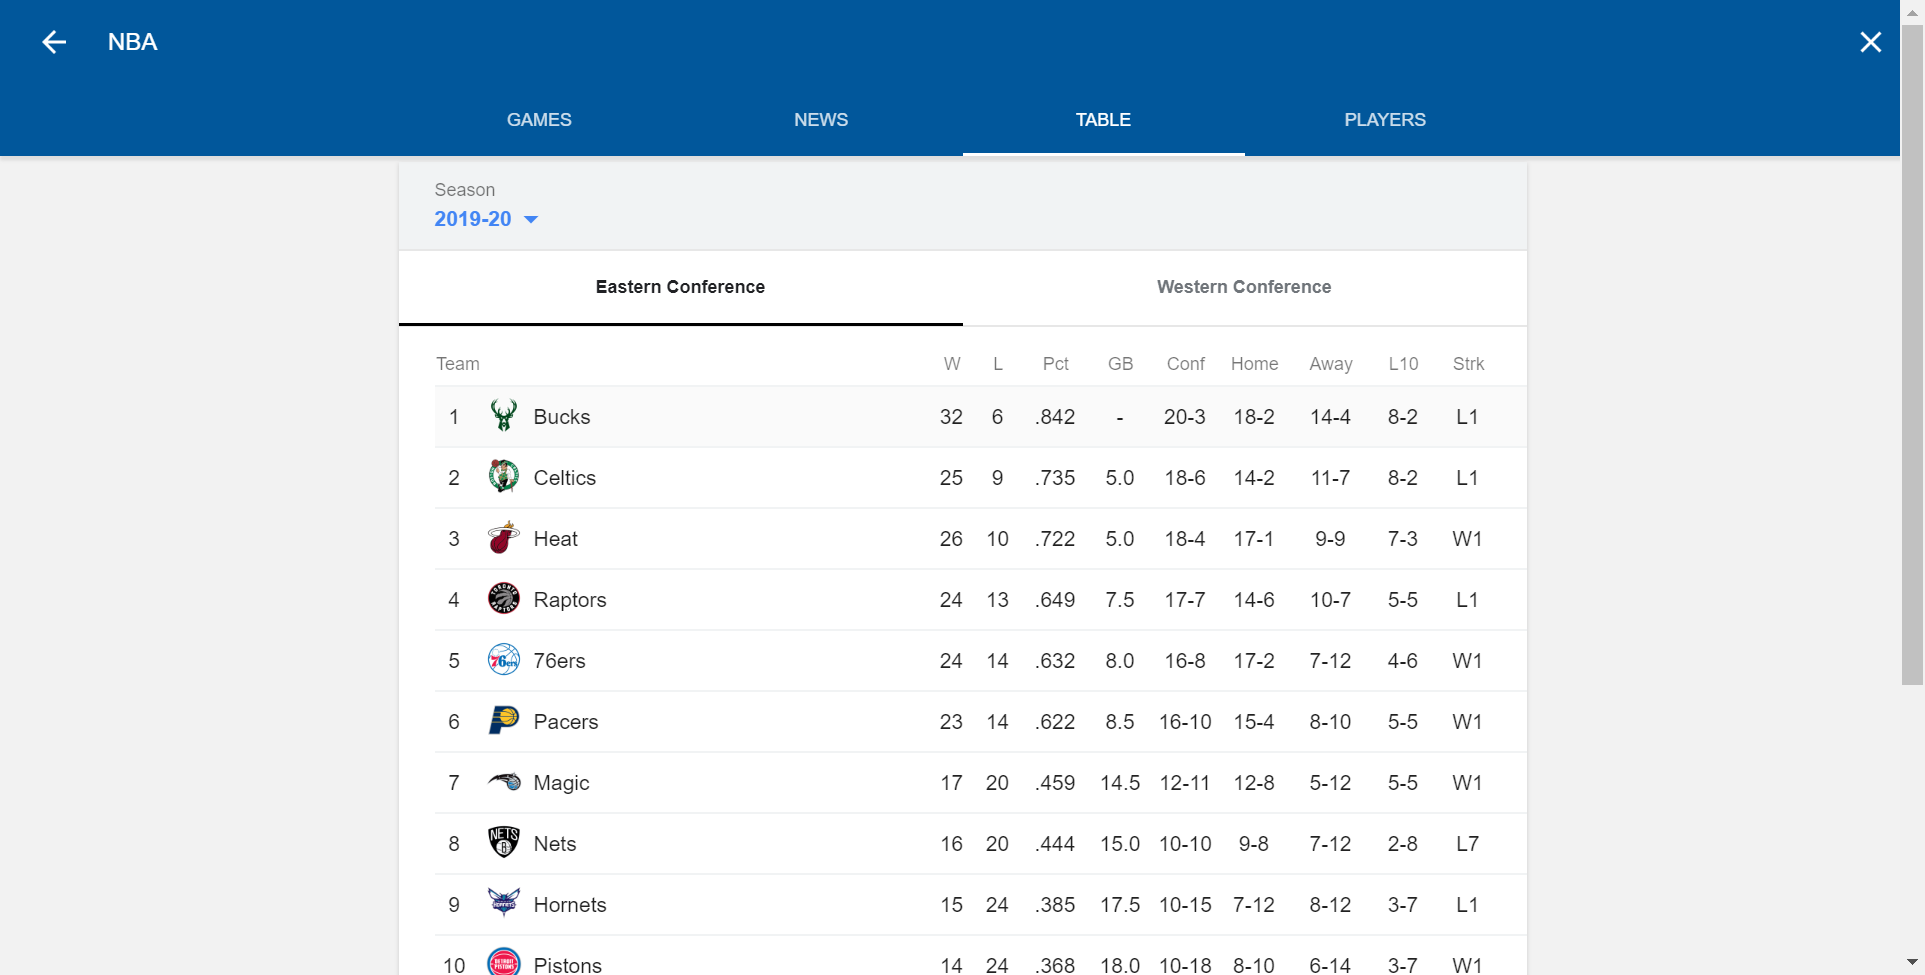 NBA
GAMES NEWS TABLE PLAYERS
Season
2019-20
Eastern Conference Western Conference
Team W L Pct GB Conf Home Away L10 Strk
1 Bucks 32 6 .842 - 20-3 18-2 14-4 8-2 L1
2 Celtics 25 9 .735 5.0 18-6 14-2 11-7 8-2 L1
3 Heat 26 10 .722 5.0 18-4 17-1 9-9 7-3 W1
4 Raptors 24 13 .649 7.5 17-7 14-6 10-7 5-5 L1
5 76ers 24 14 .632 8.0 16-8 17-2 7-12 4-6 W1
6 Pacers 23 14 .622 8.5 16-10 15-4 8-10 5-5 W1
7 Magic 17 20 .459 14.5 12-11 12-8 5-12 5-5 W1
8 NETS Nets 16 20 .444 15.0 10-10 9-8 7-12 2-8 L7
9 Hornets 15 24 .385 17.5 10-15 7-12 8-12 3-7 L1
10 Pistons 14 24 .368 18.0 10-18 8-10 6-14 3-7 W1